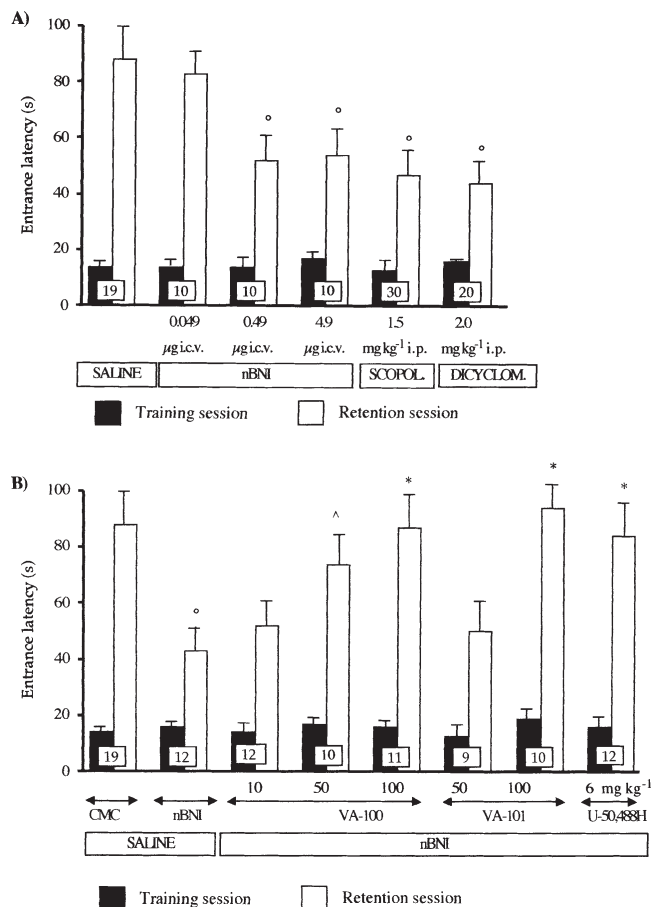 A)
100
80
60
40
20
0
Entrance latency (s)
° ° ° °
19 10 10 10 30 20
0.049 0.49 4.9 1.5 2.0
µg i.c.v. µg i.c.v. µg i.c.v. mg kg⁻¹ i.p. mg kg⁻¹ i.p.
SALINE nBNI SCOPOL. DICYCLOM.
Training session Retention session
B)
100
80
60
40
20
0
Entrance latency (s)
° ^ * * *
19 12 12 10 11 9 10 12
10 50 100 50 100 6 mg kg⁻¹
CMC nBNI VA-100 VA-101 U-50,488H
SALINE nBNI
Training session Retention session